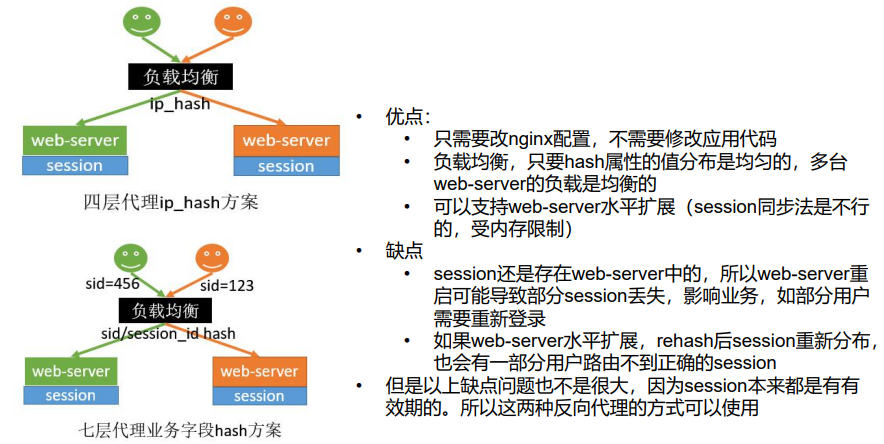 负载均衡
ip_hash
web-server
web-server
session
session
四层代理ip_hash方案
sid=456
sid=123
负载均衡
sid/session_id hash
web-server
web-server
session
session
七层代理业务字段hash方案
• 优点：
• 只需要改nginx配置，不需要修改应用代码
• 负载均衡，只要hash属性的值分布是均匀的，多台
web-server的负载是均衡的
• 可以支持web-server水平扩展（session同步法是不行
的，受内存限制）
• 缺点
• session还是存在web-server中的，所以web-server重
启可能导致部分session丢失，影响业务，如部分用户
需要重新登录
• 如果web-server水平扩展，rehash后session重新分布，
也会有一部分用户路由不到正确的session
• 但是以上缺点问题也不是很大，因为session本来都是有有
效期的。所以这两种反向代理的方式可以使用